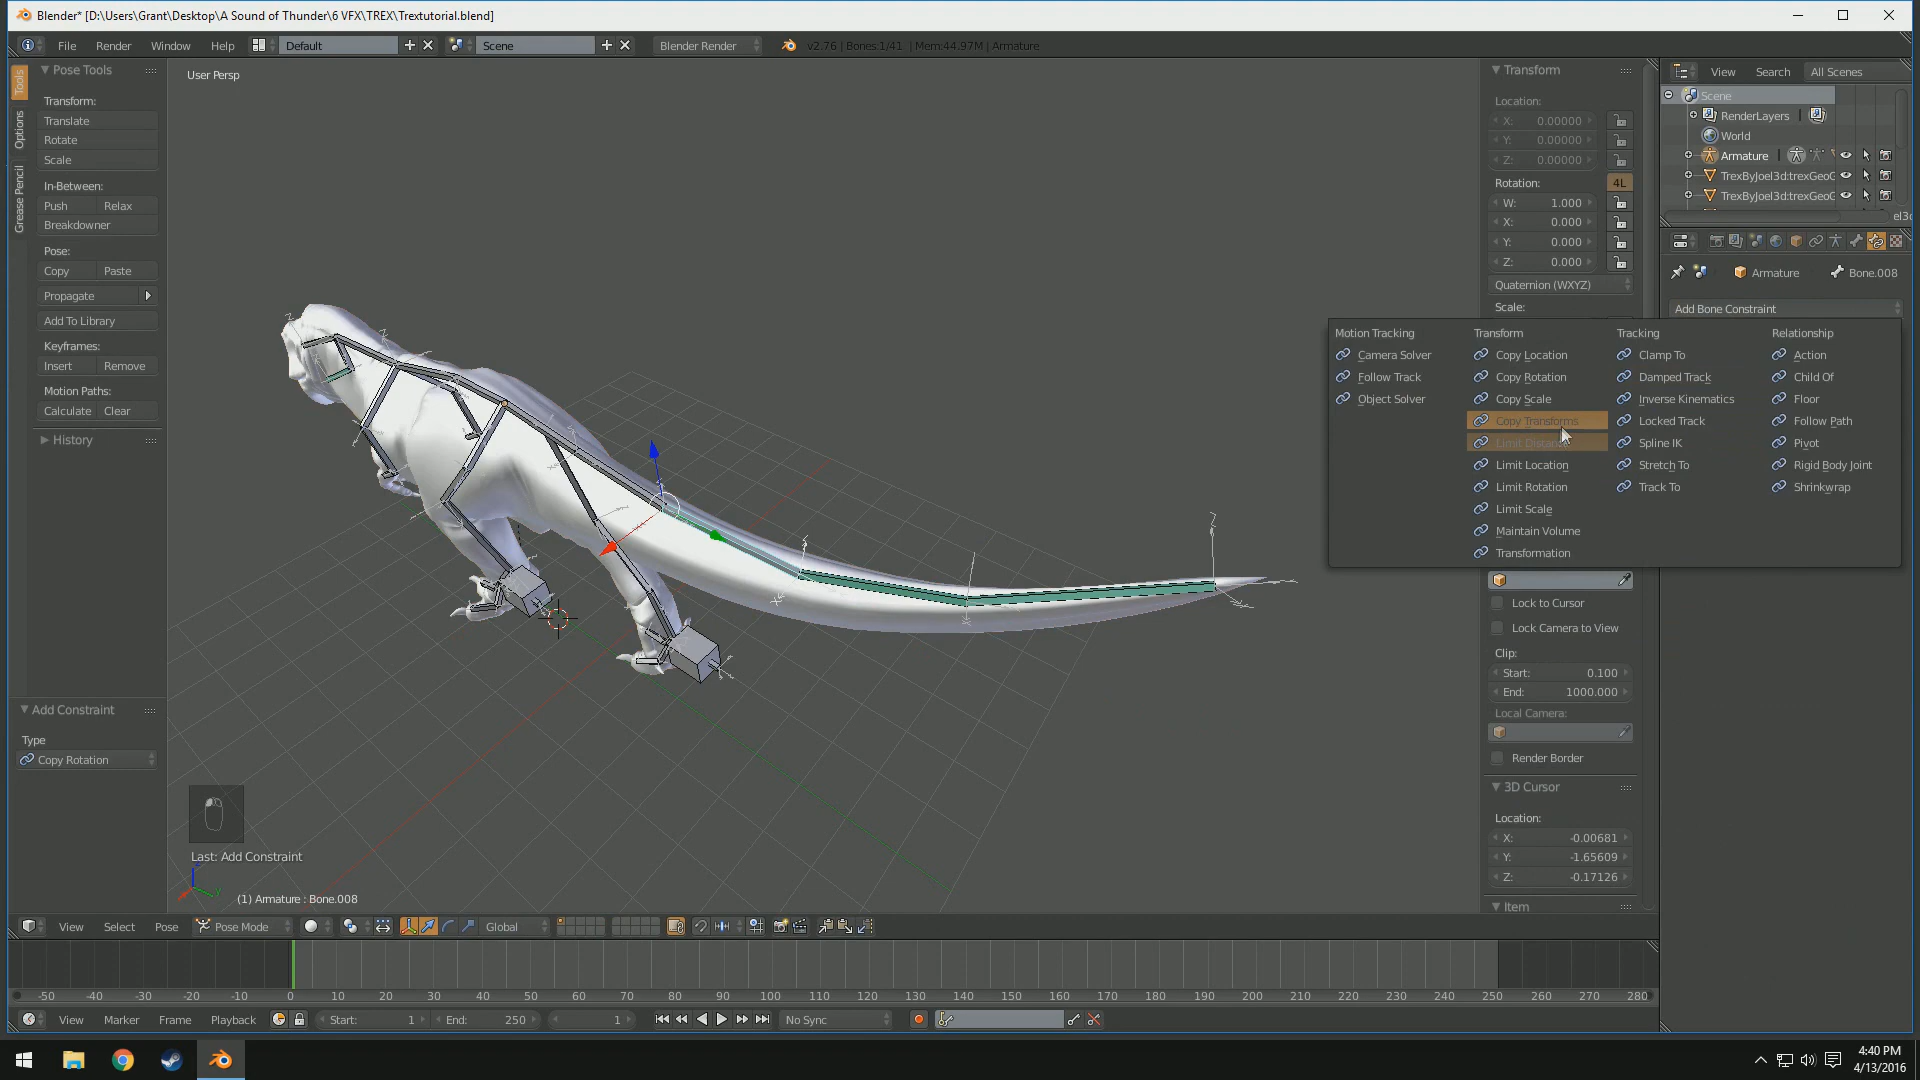 Blender* [D:\Users\Grant\Desktop\A Sound of Thunder\6 VFX\TREX\Trextutorial.blend]
File Render Window Help Default Scene Blender Render v2.76 | Bones:1/41 | Mem:44.97M | Armature
Tools
Options
Grease Pencil
Pose Tools
Transform:
Translate
Rotate
Scale
In-Between:
Push Relax
Breakdowner
Pose:
Copy Paste
Propagate
Add To Library
Keyframes:
Insert Remove
Motion Paths:
Calculate Clear
History
Add Constraint
Type
Copy Rotation
User Persp
Last: Add Constraint
(1) Armature : Bone.008
Transform
Location:
X: 0.00000
Y: 0.00000
Z: 0.00000
Rotation: 4L
W: 1.000
X: 0.000
Y: 0.000
Z: 0.000
Quaternion (WXYZ)
Scale:
Motion Tracking
Camera Solver
Follow Track
Object Solver
Transform
Copy Location
Copy Rotation
Copy Scale
Copy Transforms
Limit
Limit Location
Limit Rotation
Limit Scale
Maintain Volume
Transformation
Tracking
Clamp To
Damped Track
Inverse Kinematics
Locked Track
Spline IK
Stretch To
Track To
Relationship
Action
Child Of
Floor
Follow Path
Pivot
Rigid Body Joint
Shrinkwrap
Lock to Cursor
Lock Camera to View
Clip:
Start: 0.100
End: 1000.000
Local Camera:
Render Border
3D Cursor
Location:
X: -0.00681
Y: -1.65609
Z: -0.17126
Item
View Search All Scenes
Scene
RenderLayers
World
Armature
TrexByJoel3d:trexGeoG
TrexByJoel3d:trexGeoG
el3d
Armature Bone.008
Add Bone Constraint
View Select Pose Pose Mode Global
-50 -40 -30 -20 -10 0 10 20 30 40 50 60 70 80 90 100 110 120 130 140 150 160 170 180 190 200 210 220 230 240 250 260 270 280
View Marker Frame Playback Start: 1 End: 250 1 No Sync
4:40 PM
4/13/2016